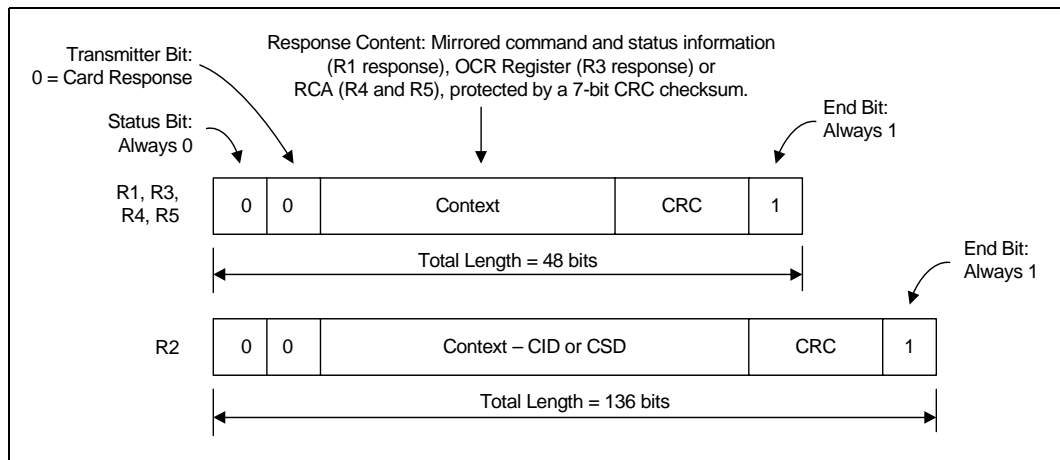 Transmitter Bit:
0 = Card Response
Response Content: Mirrored command and status information
(R1 response), OCR Register (R3 response) or
RCA (R4 and R5), protected by a 7-bit CRC checksum.
Status Bit:
Always 0
End Bit:
Always 1
R1, R3,
R4, R5
0 0 Context CRC 1
Total Length = 48 bits
End Bit:
Always 1
R2
0 0 Context – CID or CSD CRC 1
Total Length = 136 bits